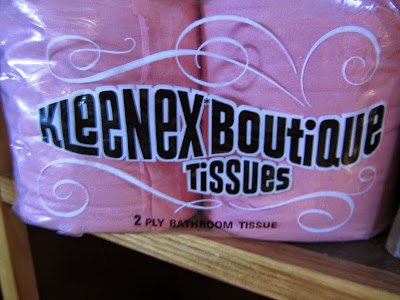 KLeeNeX* BouTiQue
TiSSUes
2 PLY BATHROOM TISSUE